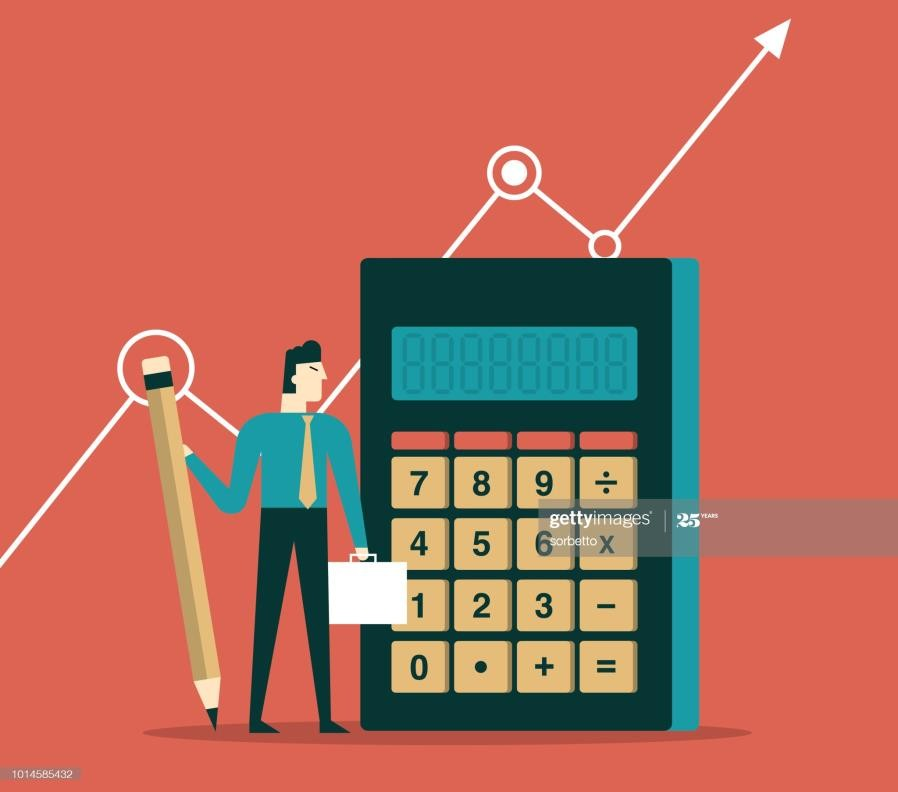 88888888
7 8 9 ÷
gettyimages® | 25 YEARS
sorbetto
4 5 6 x
1 2 3 −
0 • + =
1014585432